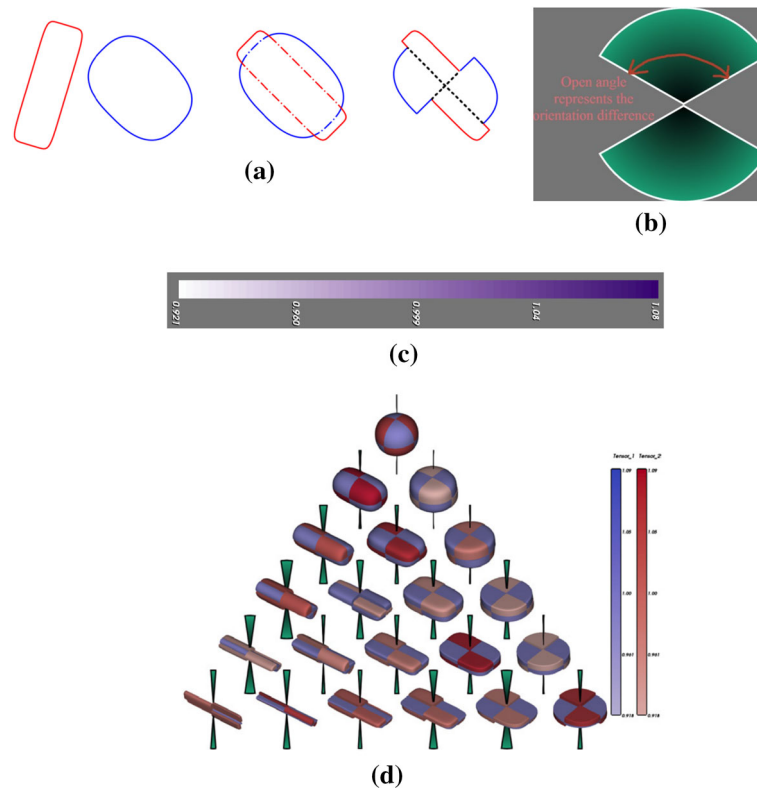 (a)
Open angle
represents the
orientation difference
(b)
0.921
0.960
0.999
1.04
1.08
(c)
Tensor_1 Tensor_2
1.09 1.09
1.05 1.05
1.00 1.00
0.961 0.961
0.918 0.918
(d)